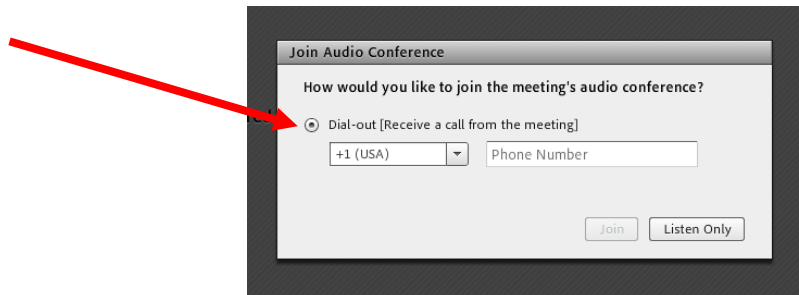 Join Audio Conference
How would you like to join the meeting's audio conference?
Dial-out [Receive a call from the meeting]
+1 (USA)
Phone Number
Join
Listen Only